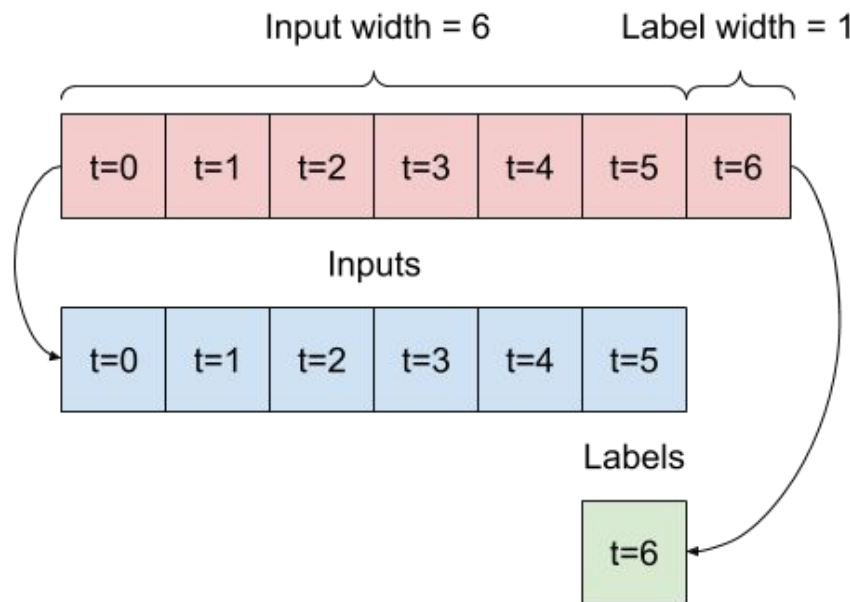 Input width = 6 Label width = 1
t=0 t=1 t=2 t=3 t=4 t=5 t=6
Inputs
t=0 t=1 t=2 t=3 t=4 t=5
Labels
t=6